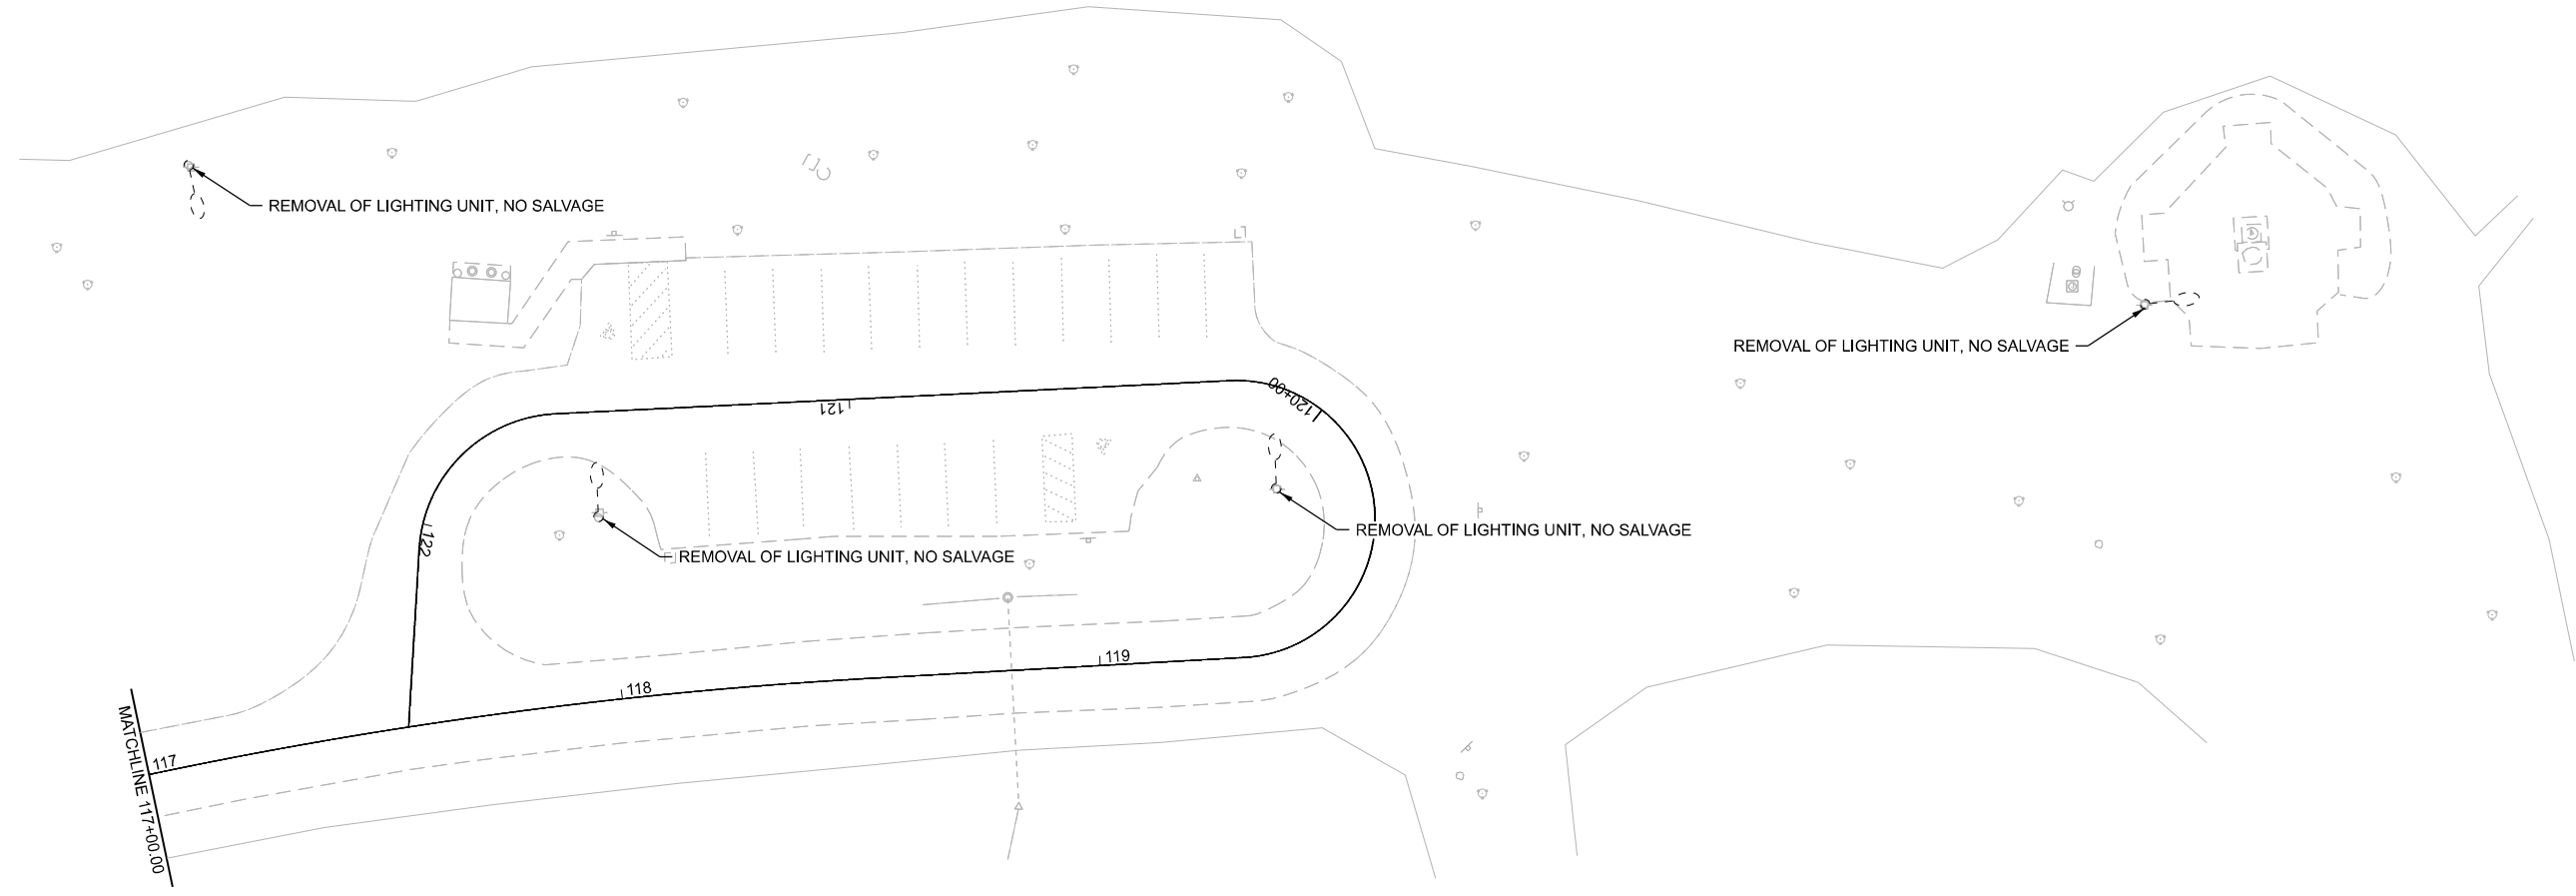 REMOVAL OF LIGHTING UNIT, NO SALVAGE
REMOVAL OF LIGHTING UNIT, NO SALVAGE
120+00
121
122
REMOVAL OF LIGHTING UNIT, NO SALVAGE
REMOVAL OF LIGHTING UNIT, NO SALVAGE
119
118
117
MATCHLINE 117+00.00